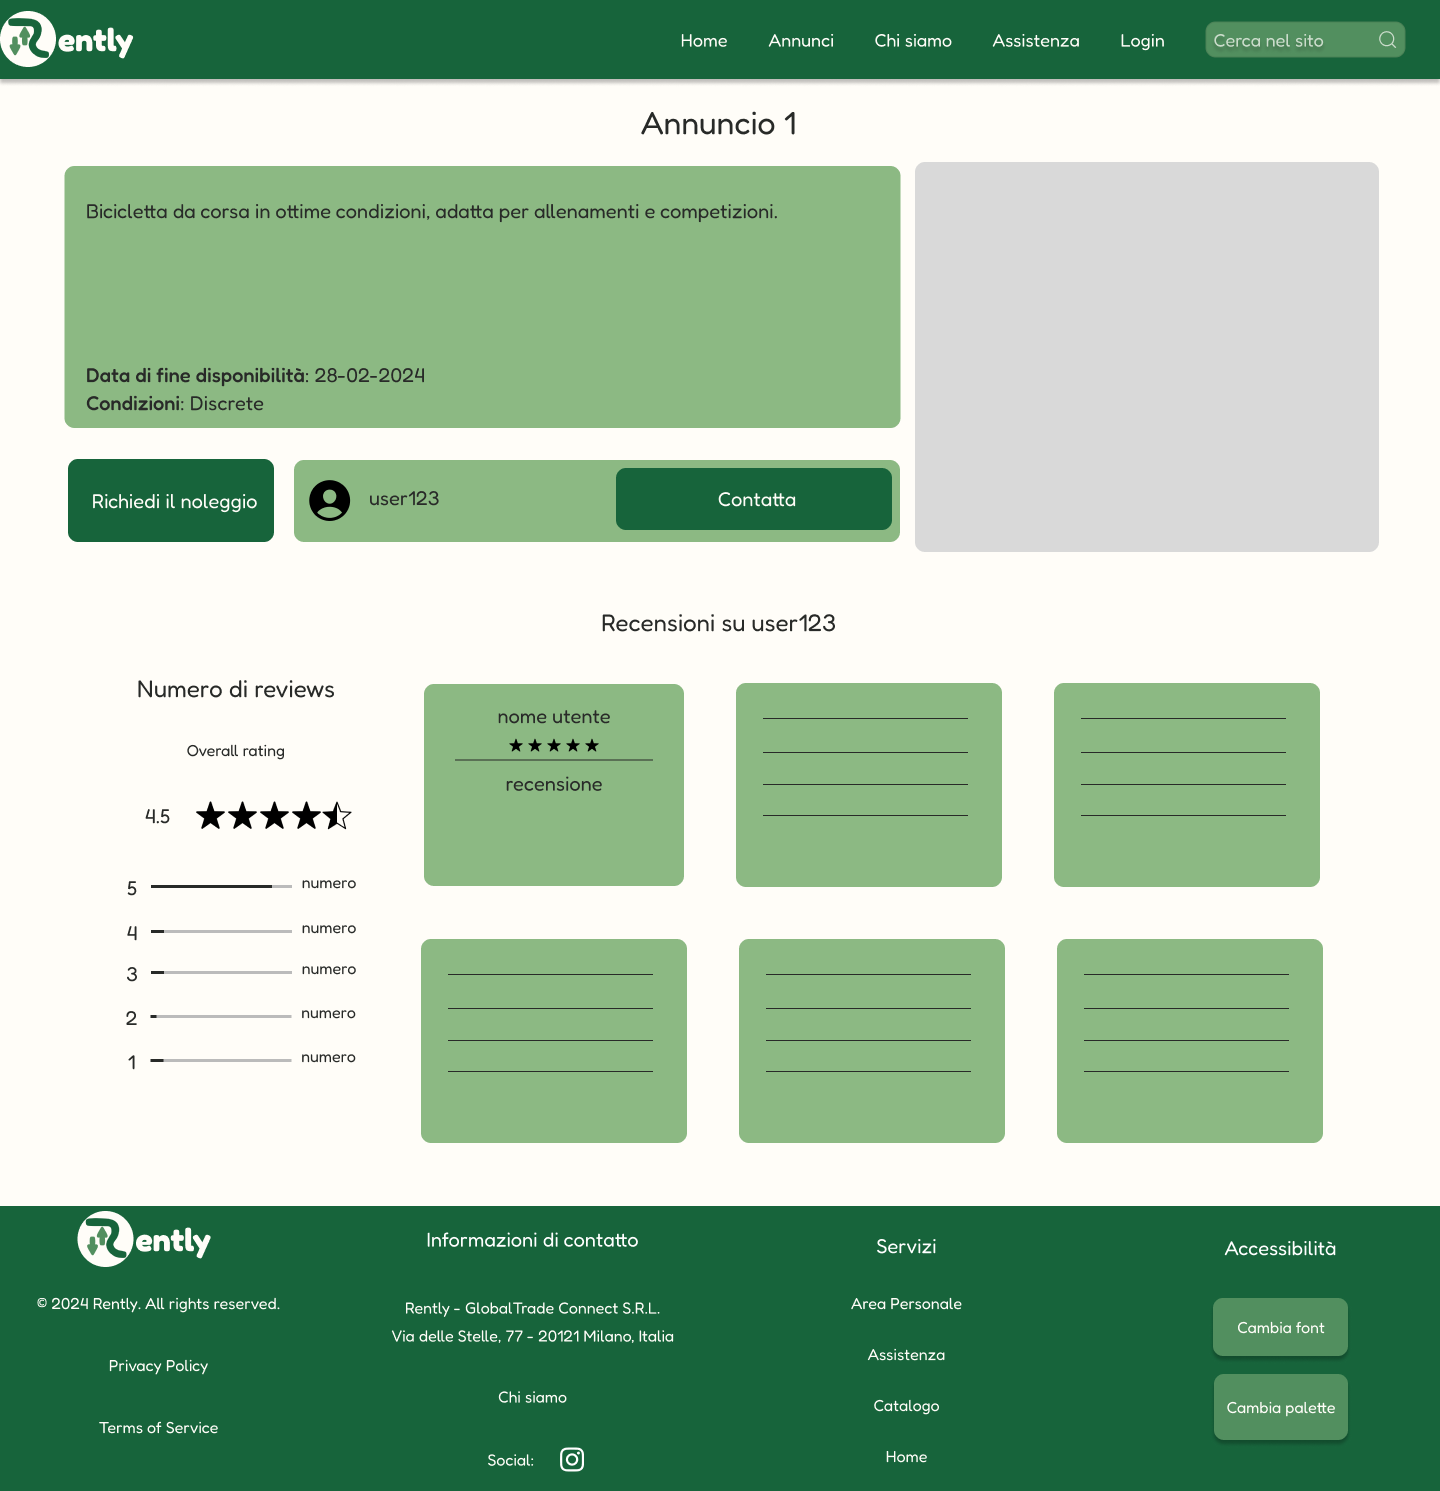 Rently
Home
Annunci
Chi siamo
Assistenza
Login
Cerca nel sito
Annuncio 1
Bicicletta da corsa in ottime condizioni, adatta per allenamenti e competizioni.
Data di fine disponibilità: 28-02-2024
Condizioni: Discrete
Richiedi il noleggio
user123
Contatta
Recensioni su user123
Numero di reviews
Overall rating
4.5
5 numero
4 numero
3 numero
2 numero
1 numero
nome utente
recensione
Rently
© 2024 Rently. All rights reserved.
Privacy Policy
Terms of Service
Informazioni di contatto
Rently - GlobalTrade Connect S.R.L.
Via delle Stelle, 77 - 20121 Milano, Italia
Chi siamo
Social:
Servizi
Area Personale
Assistenza
Catalogo
Home
Accessibilità
Cambia font
Cambia palette